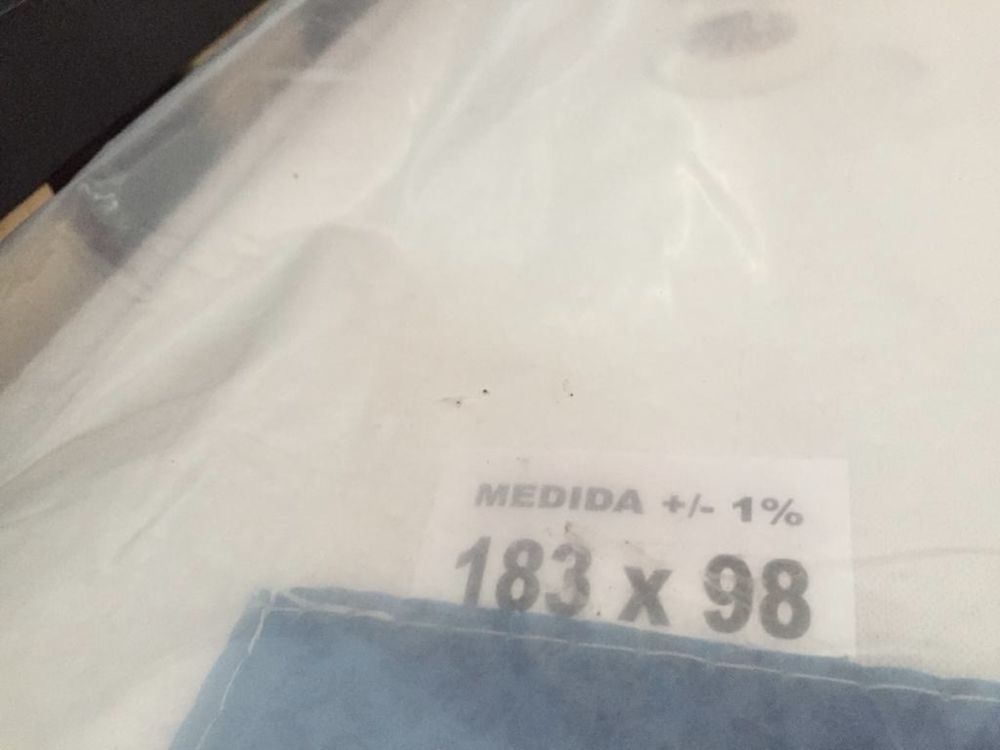 MEDIDA +/- 1%
183 x 98